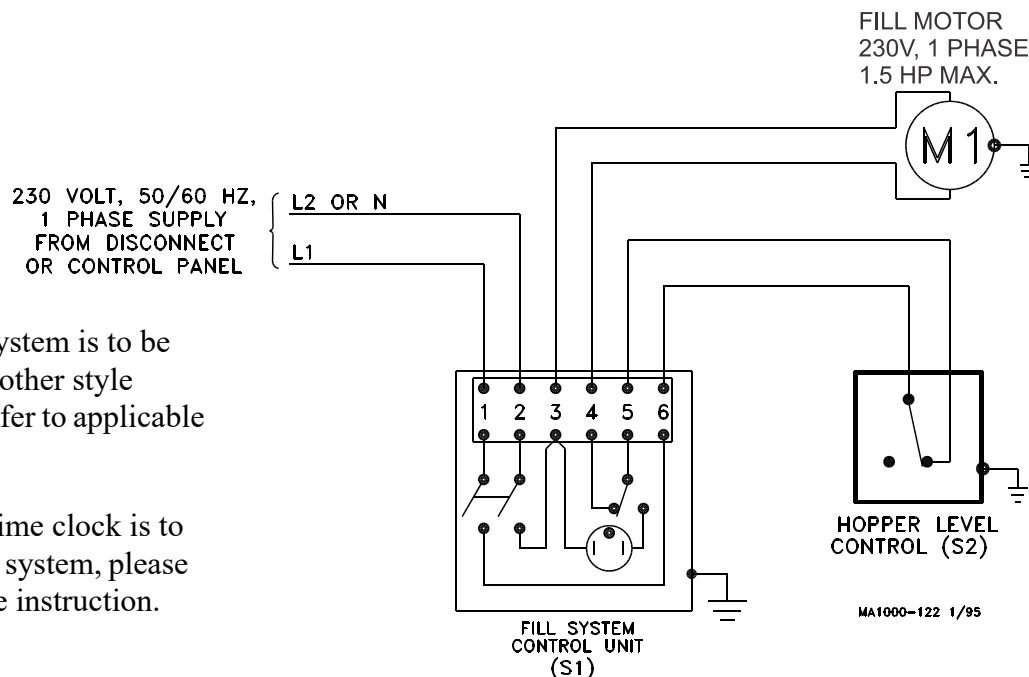 FILL MOTOR
230V, 1 PHASE
1.5 HP MAX.
M1
230 VOLT, 50/60 HZ,
1 PHASE SUPPLY
FROM DISCONNECT
OR CONTROL PANEL
L2 OR N
L1
ystem is to be
other style
fer to applicable
ime clock is to
system, please
e instruction.
1 2 3 4 5 6
HOPPER LEVEL
CONTROL (S2)
MA1000-122 1/95
FILL SYSTEM
CONTROL UNIT
(S1)